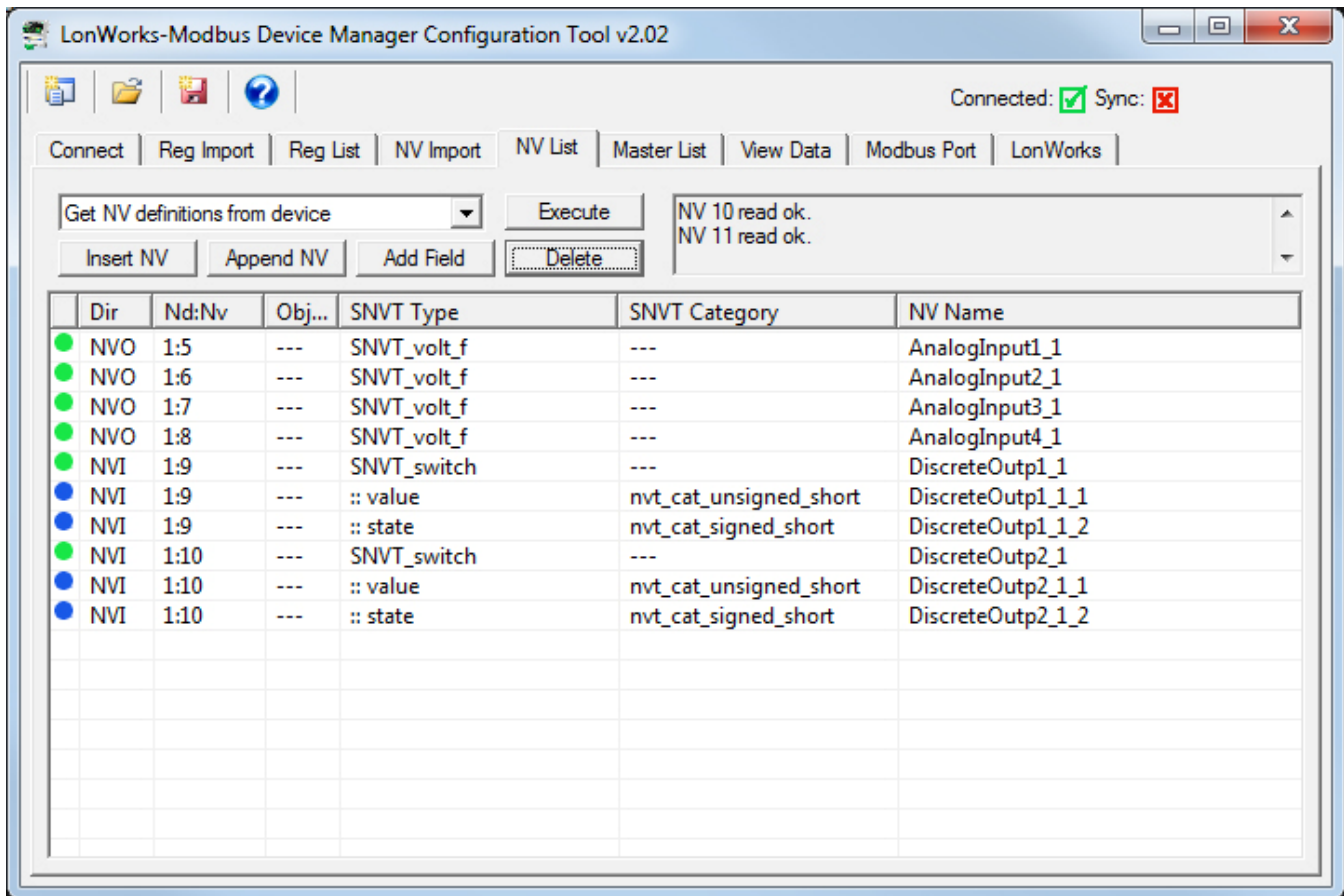 LonWorks-Modbus Device Manager Configuration Tool v2.02
Connected: Sync:
Connect Reg Import Reg List NV Import NV List Master List View Data Modbus Port LonWorks
Get NV definitions from device Execute
Insert NV Append NV Add Field Delete
NV 10 read ok.
NV 11 read ok.
Dir Nd:Nv Obj... SNVT Type SNVT Category NV Name
NVO 1:5 --- SNVT_volt_f --- AnalogInput1_1
NVO 1:6 --- SNVT_volt_f --- AnalogInput2_1
NVO 1:7 --- SNVT_volt_f --- AnalogInput3_1
NVO 1:8 --- SNVT_volt_f --- AnalogInput4_1
NVI 1:9 --- SNVT_switch --- DiscreteOutp1_1
NVI 1:9 --- :: value nvt_cat_unsigned_short DiscreteOutp1_1_1
NVI 1:9 --- :: state nvt_cat_signed_short DiscreteOutp1_1_2
NVI 1:10 --- SNVT_switch --- DiscreteOutp2_1
NVI 1:10 --- :: value nvt_cat_unsigned_short DiscreteOutp2_1_1
NVI 1:10 --- :: state nvt_cat_signed_short DiscreteOutp2_1_2